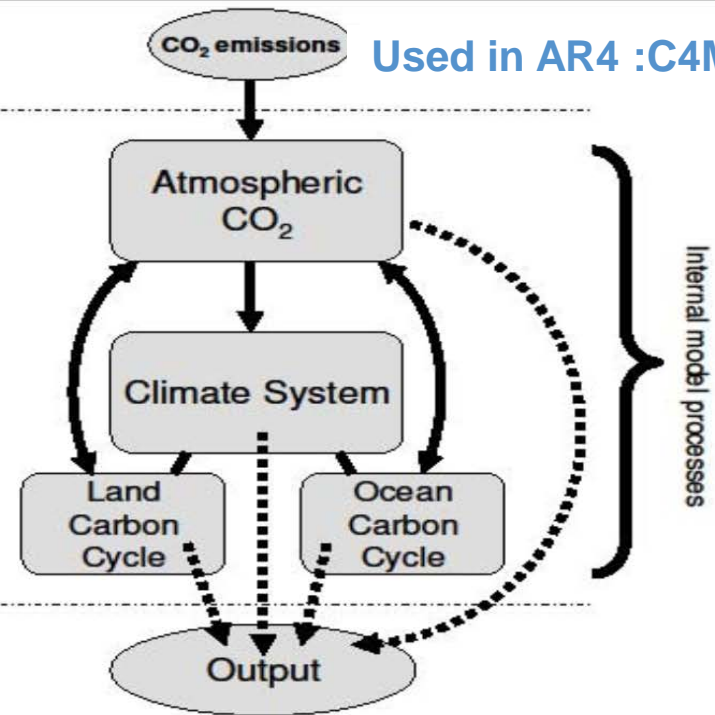 CO₂ emissions
Used in AR4 :C4M
Atmospheric
CO₂
Climate System
Land
Carbon
Cycle
Ocean
Carbon
Cycle
Internal model processes
Output